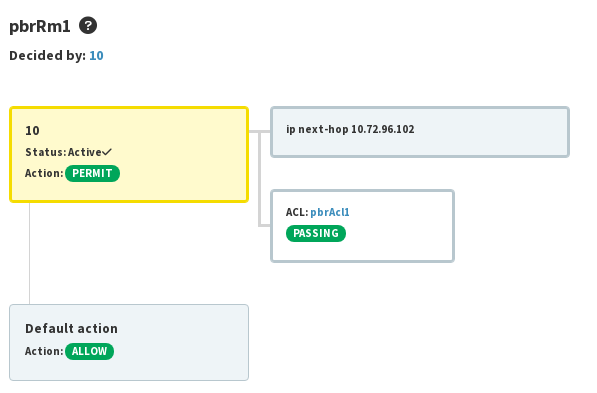 pbrRm1 ?
Decided by: 10
10
Status: Active✓
Action: PERMIT
ip next-hop 10.72.96.102
ACL: pbrAcl1
PASSING
Default action
Action: ALLOW